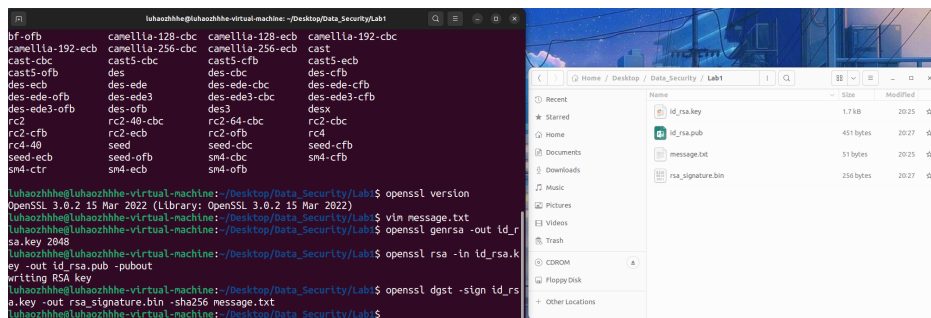 luhaozhhhe@luhaozhhhe-virtual-machine: ~/Desktop/Data_Security/Lab1
bf-ofb camellia-128-cbc camellia-128-ecb camellia-192-cbc
camellia-192-ecb camellia-256-cbc camellia-256-ecb cast
cast-cbc cast5-cbc cast5-cfb cast5-ecb
cast5-ofb des des-cbc des-cfb
des-ecb des-ede des-ede-cbc des-ede-cfb
des-ede-ofb des-ede3 des-ede3-cbc des-ede3-cfb
des-ede3-ofb des-ofb des3 desx
rc2 rc2-40-cbc rc2-64-cbc rc2-cbc
rc2-cfb rc2-ecb rc2-ofb rc4
rc4-40 seed seed-cbc seed-cfb
seed-ecb seed-ofb sm4-cbc sm4-cfb
sm4-ctr sm4-ecb sm4-ofb
luhaozhhhe@luhaozhhhe-virtual-machine:~/Desktop/Data_Security/Lab1$ openssl version
OpenSSL 3.0.2 15 Mar 2022 (Library: OpenSSL 3.0.2 15 Mar 2022)
luhaozhhhe@luhaozhhhe-virtual-machine:~/Desktop/Data_Security/Lab1$ vim message.txt
luhaozhhhe@luhaozhhhe-virtual-machine:~/Desktop/Data_Security/Lab1$ openssl genrsa -out id_r
sa.key 2048
luhaozhhhe@luhaozhhhe-virtual-machine:~/Desktop/Data_Security/Lab1$ openssl rsa -in id_rsa.k
ey -out id_rsa.pub -pubout
writing RSA key
luhaozhhhe@luhaozhhhe-virtual-machine:~/Desktop/Data_Security/Lab1$ openssl dgst -sign id_rs
a.key -out rsa_signature.bin -sha256 message.txt
luhaozhhhe@luhaozhhhe-virtual-machine:~/Desktop/Data_Security/Lab1$
Home / Desktop / Data_Security / Lab1
Recent
Starred
Home
Documents
Downloads
Music
Pictures
Videos
Trash
CDROM
Floppy Disk
+ Other Locations
Name Size Modified
id_rsa.key 1.7 kB 20:25
id_rsa.pub 451 bytes 20:27
message.txt 51 bytes 20:25
rsa_signature.bin 256 bytes 20:27